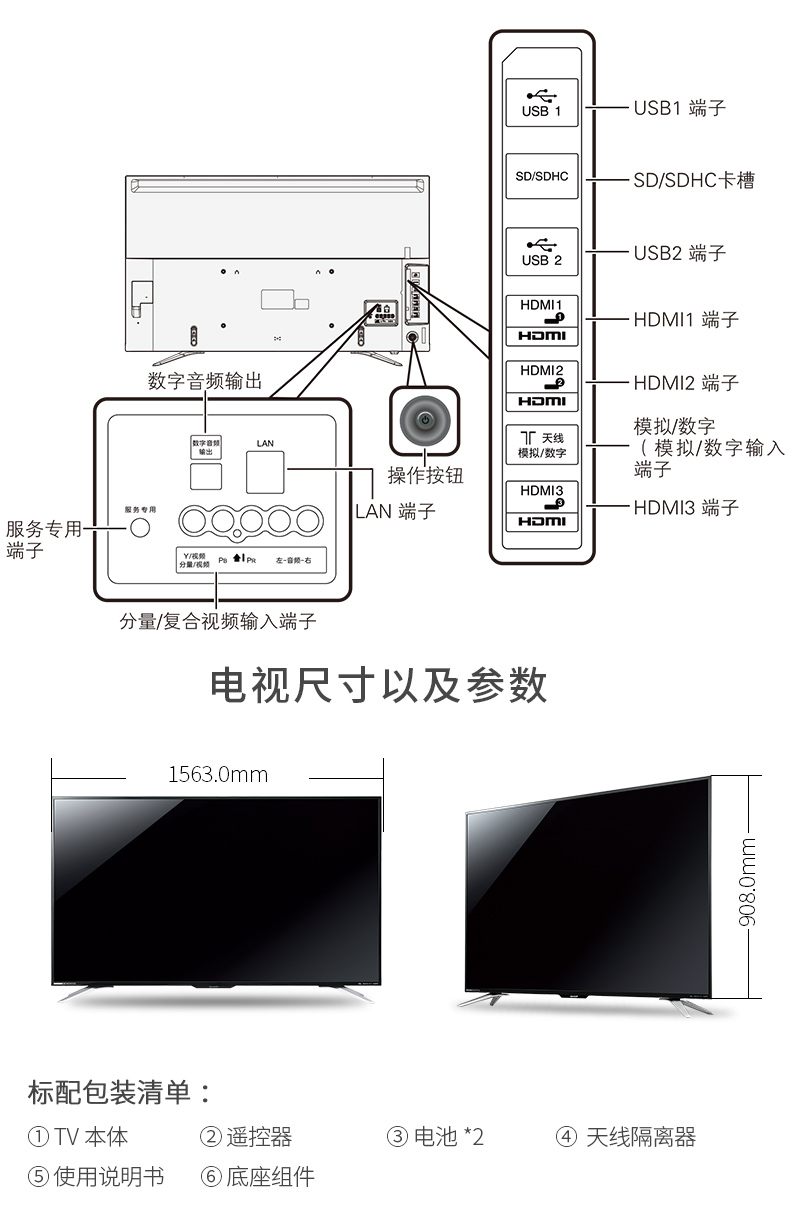 USB 1
USB1 端子
SD/SDHC
SD/SDHC卡槽
USB 2
USB2 端子
HDMI1
1
HDMI
HDMI1 端子
HDMI2
2
HDMI
HDMI2 端子
天线
模拟/数字
模拟/数字
（模拟/数字输入
端子
HDMI3
3
HDMI
HDMI3 端子
数字音频输出
数字音频
输出
LAN
操作按钮
LAN 端子
服务专用
服务专用
端子
Y/视频
分量/视频
PB
PR
左-音频-右
分量/复合视频输入端子
电视尺寸以及参数
1563.0mm
908.0mm
标配包装清单：
① TV 本体 ② 遥控器 ③ 电池 *2 ④ 天线隔离器
⑤ 使用说明书 ⑥ 底座组件